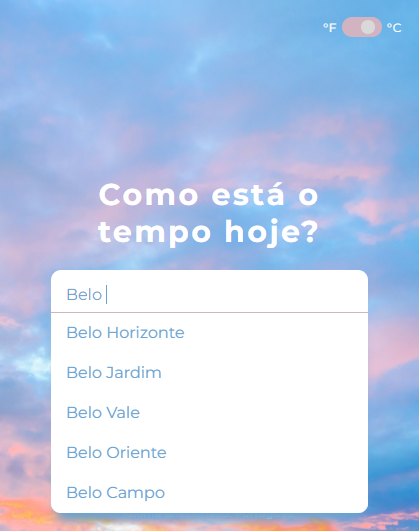 °F °C
Como está o
tempo hoje?
Belo
Belo Horizonte
Belo Jardim
Belo Vale
Belo Oriente
Belo Campo